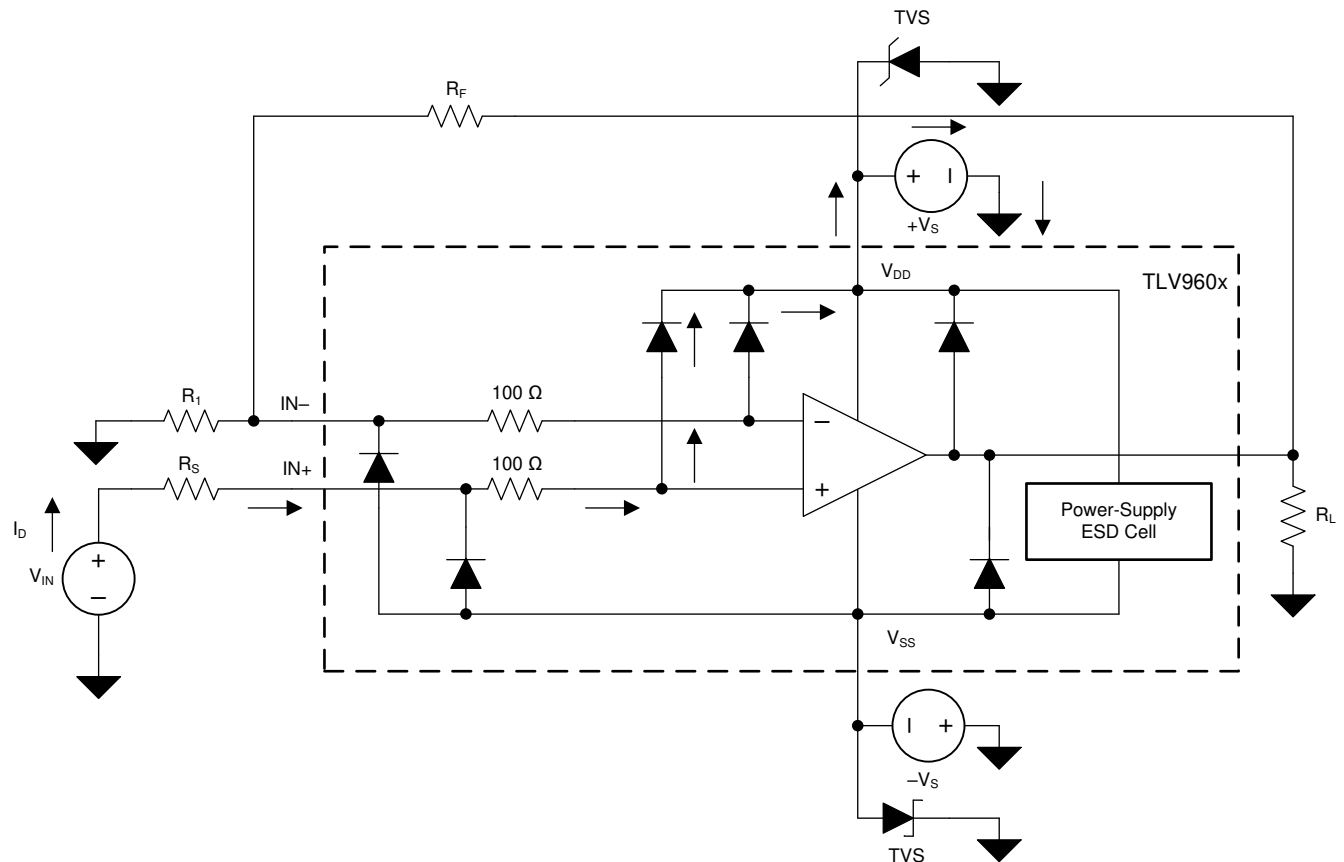 TVS
R_F
+ −
+V_S
V_DD
TLV960x
R_1
IN–
100 Ω
−
R_S
IN+
100 Ω
+
I_D
V_IN
+
−
Power-Supply
ESD Cell
R_L
V_SS
− +
–V_S
TVS